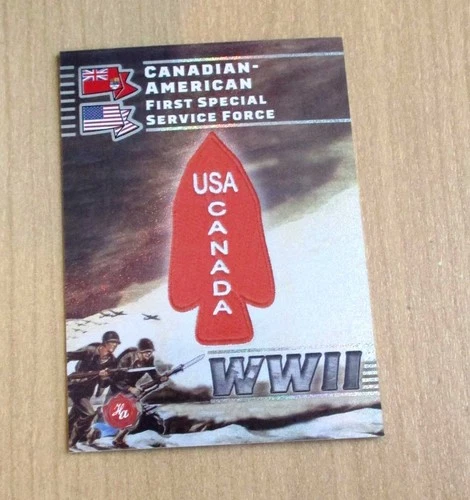 CANADIAN-
AMERICAN
FIRST SPECIAL
SERVICE FORCE
USA
CANADA
WWII